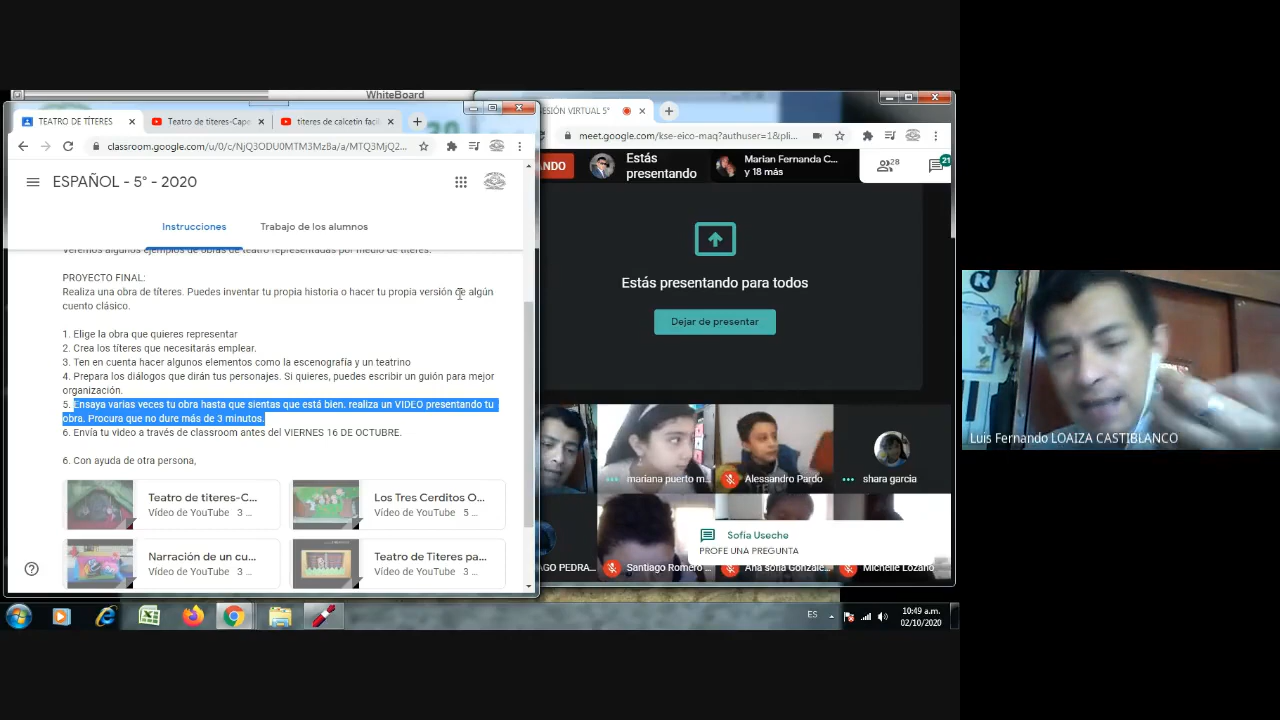 WhiteBoard
TEATRO DE TÍTERES
Teatro de titeres-Cape
titeres de calcetin facil
classroom.google.com/u/0/c/NjQ3ODU0MTM3MzBa/a/MTQ3MjQ2...
ESPAÑOL - 5° - 2020
Instrucciones
Trabajo de los alumnos
Veremos algunos ejemplos de obras de teatro representadas por medio de títeres.
PROYECTO FINAL:
Realiza una obra de títeres. Puedes inventar tu propia historia o hacer tu propia versión de algún
cuento clásico.
1. Elige la obra que quieres representar
2. Crea los títeres que necesitarás emplear.
3. Ten en cuenta hacer algunos elementos como la escenografía y un teatrino
4. Prepara los diálogos que dirán tus personajes. Si quieres, puedes escribir un guión para mejor
organización.
5. Ensaya varias veces tu obra hasta que sientas que está bien. realiza un VIDEO presentando tu
obra. Procura que no dure más de 3 minutos.
6. Envía tu video a través de classroom antes del VIERNES 16 DE OCTUBRE.
6. Con ayuda de otra persona,
Teatro de titeres-C...
Vídeo de YouTube 3 ...
Los Tres Cerditos O...
Vídeo de YouTube 5 ...
Narración de un cu...
Vídeo de YouTube 3 ...
Teatro de Titeres pa...
Vídeo de YouTube 3 ...
ESIÓN VIRTUAL 5°
meet.google.com/kse-eico-maq?authuser=1&pli...
NDO
Estás
presentando
Marian Fernanda C...
y 18 más
28
21
Estás presentando para todos
Dejar de presentar
mariana puerto m...
Alessandro Pardo
shara garcia
Sofía Useche
PROFE UNA PREGUNTA
AGO PEDRA...
Santiago Romero
Ana sofia Gonzale...
Michelle Lozano
Luis Fernando LOAIZA CASTIBLANCO
ES
10:49 a.m.
02/10/2020